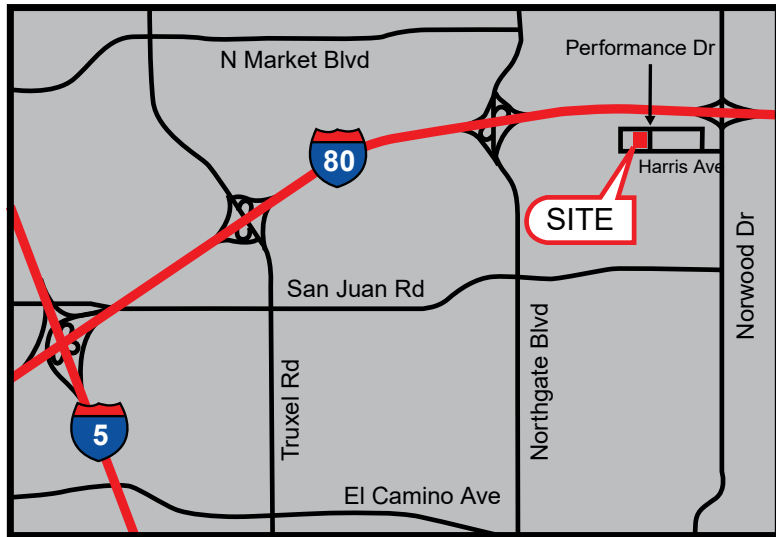 Performance Dr
N Market Blvd
80
Harris Ave
SITE
San Juan Rd
Norwood Dr
Northgate Blvd
Truxel Rd
5
El Camino Ave